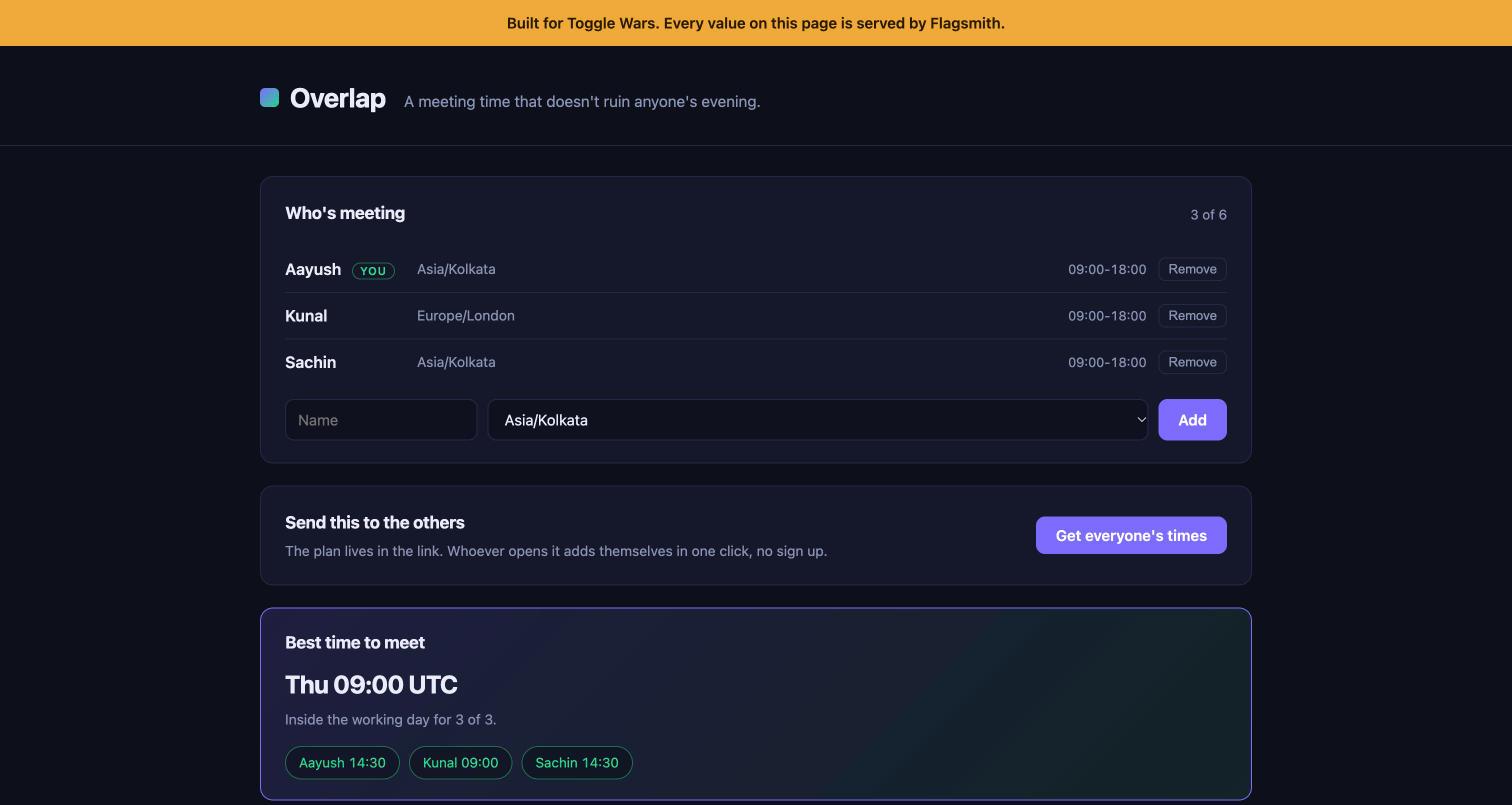 Built for Toggle Wars. Every value on this page is served by Flagsmith.
Overlap A meeting time that doesn't ruin anyone's evening.
Who's meeting 3 of 6
Aayush YOU Asia/Kolkata 09:00-18:00 Remove
Kunal Europe/London 09:00-18:00 Remove
Sachin Asia/Kolkata 09:00-18:00 Remove
Name Asia/Kolkata Add
Send this to the others
The plan lives in the link. Whoever opens it adds themselves in one click, no sign up. Get everyone's times
Best time to meet
Thu 09:00 UTC
Inside the working day for 3 of 3.
Aayush 14:30 Kunal 09:00 Sachin 14:30